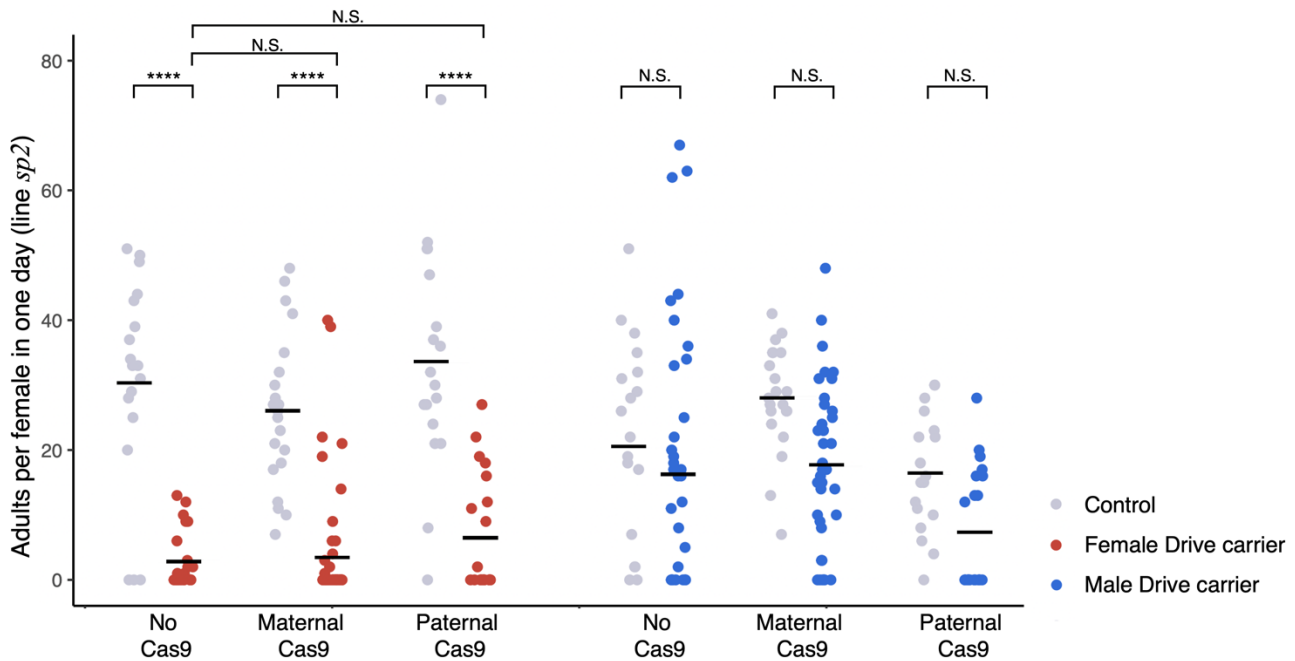 N.S.
N.S.
**** **** **** N.S. N.S. N.S.
80
60
40
20
0
Adults per female in one day (line sp2)
No Cas9
Maternal Cas9
Paternal Cas9
No Cas9
Maternal Cas9
Paternal Cas9
Control
Female Drive carrier
Male Drive carrier